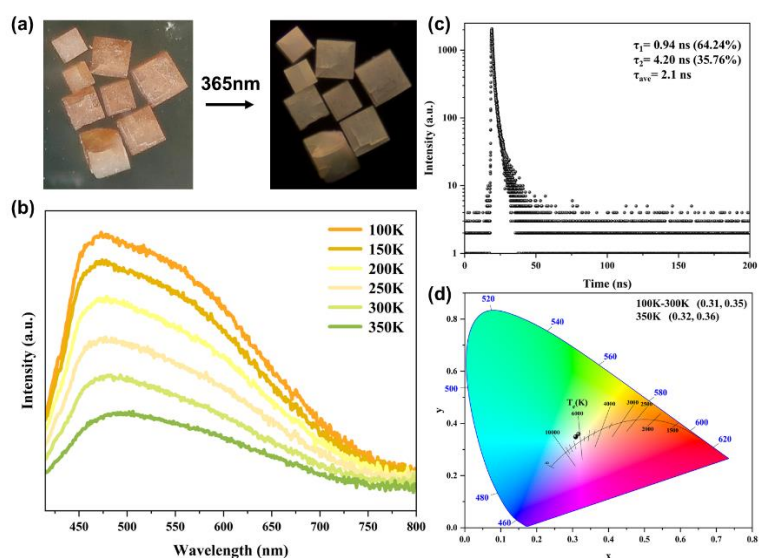 (a)
365nm
(b)
Intensity (a.u.)
100K
150K
200K
250K
300K
350K
450 500 550 600 650 700 750 800
Wavelength (nm)
(c)
Intensity (a.u.)
1000
100
10
1
τ₁= 0.94 ns (64.24%)
τ₂= 4.20 ns (35.76%)
τave= 2.1 ns
0 50 100 150 200
Time (ns)
(d)
100K-300K (0.31, 0.35)
350K (0.32, 0.36)
y
0.8
0.6
0.4
0.2
0.0
520
540
560
500
580
600
620
480
460
Tc(K)
10000
6000
4000
3000
2500
2000
1500
0.0 0.1 0.2 0.3 0.4 0.5 0.6 0.7 0.8
x